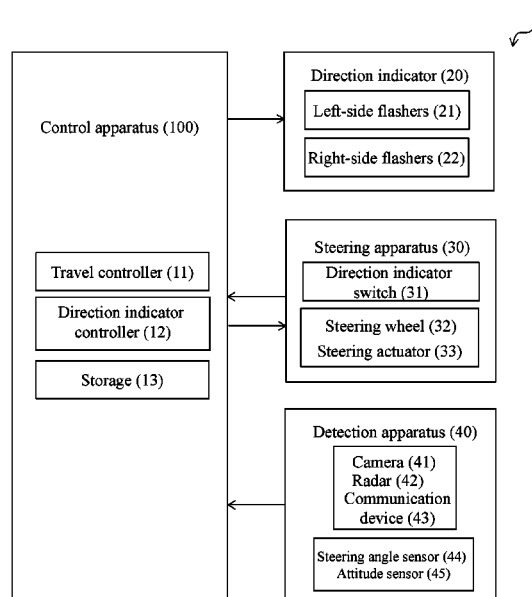 Control apparatus (100)
Travel controller (11)
Direction indicator
controller (12)
Storage (13)
Direction indicator (20)
Left-side flashers (21)
Right-side flashers (22)
Steering apparatus (30)
Direction indicator
switch (31)
Steering wheel (32)
Steering actuator (33)
Detection apparatus (40)
Camera (41)
Radar (42)
Communication
device (43)
Steering angle sensor (44)
Attitude sensor (45)